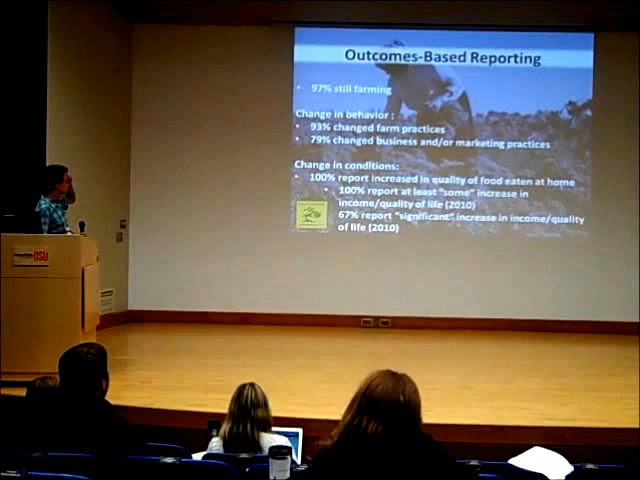 Outcomes-Based Reporting
• 97% still farming
Change in behavior :
• 93% changed farm practices
• 79% changed business and/or marketing practices
Change in conditions:
• 100% report increased in quality of food eaten at home
• 100% report at least "some" increase in
income/quality of life (2010)
67% report "significant" increase in income/quality
of life (2010)
OSU